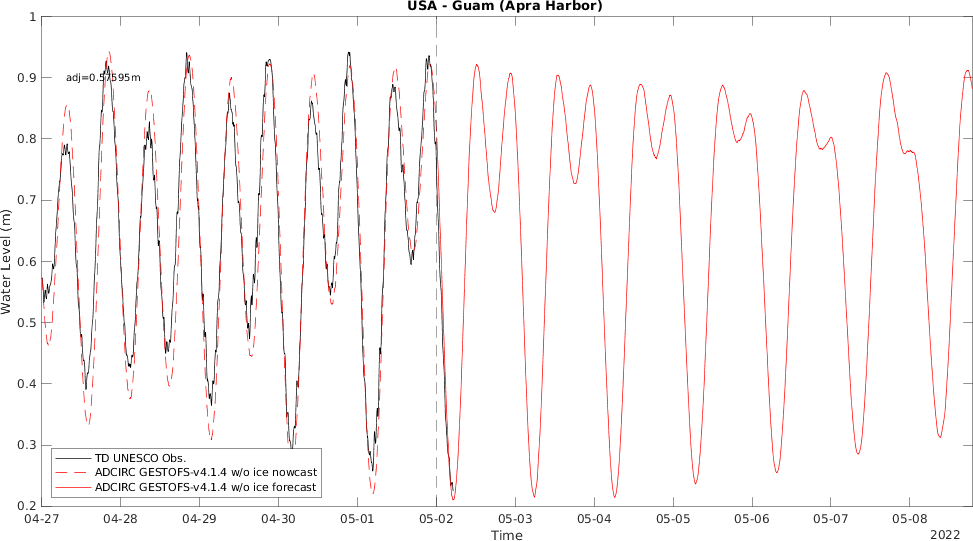 USA - Guam (Apra Harbor)
1
0.9
0.8
0.7
0.6
0.5
0.4
0.3
0.2
Water Level (m)
adj=0.57595m
TD UNESCO Obs.
ADCIRC GESTOFS-v4.1.4 w/o ice nowcast
ADCIRC GESTOFS-v4.1.4 w/o ice forecast
04-27 04-28 04-29 04-30 05-01 05-02 05-03 05-04 05-05 05-06 05-07 05-08
Time
2022